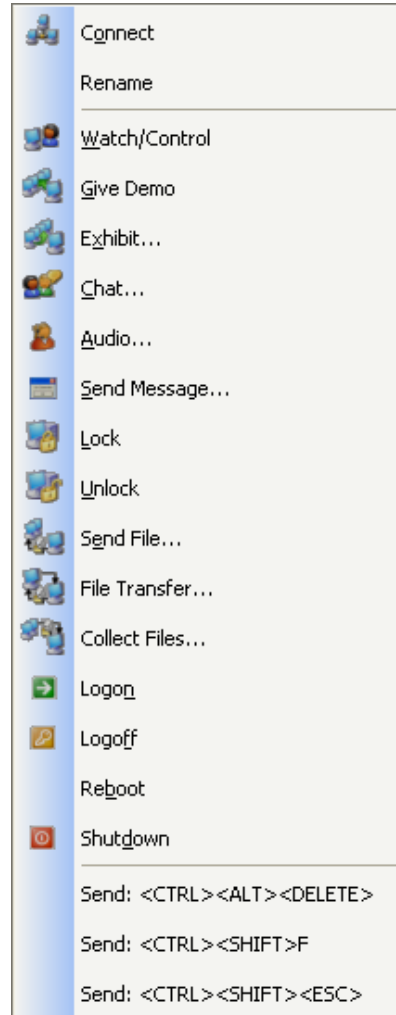 Connect
Rename
Watch/Control
Give Demo
Exhibit...
Chat...
Audio...
Send Message...
Lock
Unlock
Send File...
File Transfer...
Collect Files...
Logon
Logoff
Reboot
Shutdown
Send: <CTRL><ALT><DELETE>
Send: <CTRL><SHIFT>F
Send: <CTRL><SHIFT><ESC>